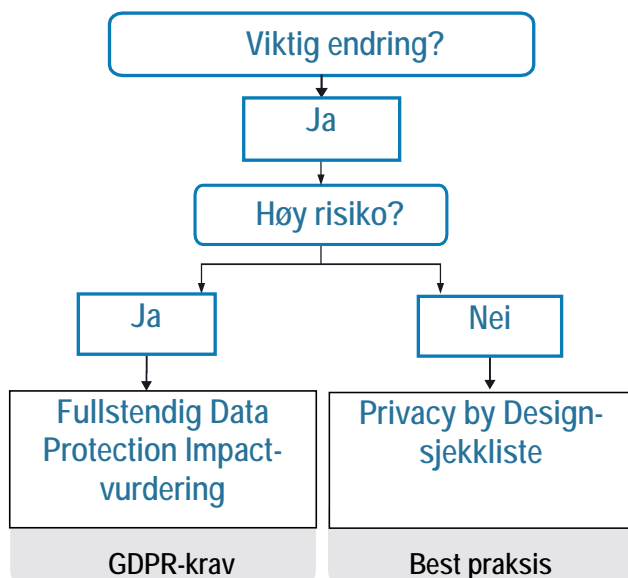 Viktig endring?
Ja
Høy risiko?
Ja
Nei
Fullstendig Data
Protection Impact-
vurdering
Privacy by Design-
sjekkliste
GDPR-krav
Best praksis